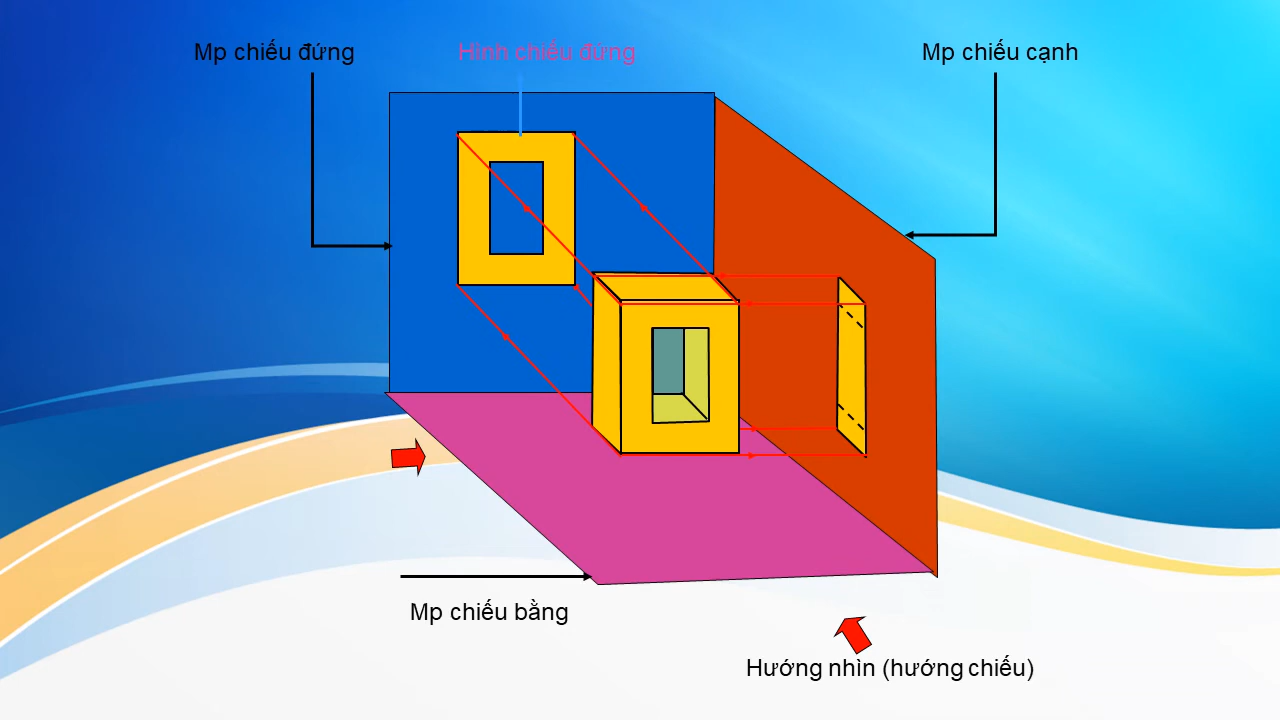 Mp chiếu đứng
Hình chiếu đứng
Mp chiếu cạnh
Mp chiếu bằng
Hướng nhìn (hướng chiếu)